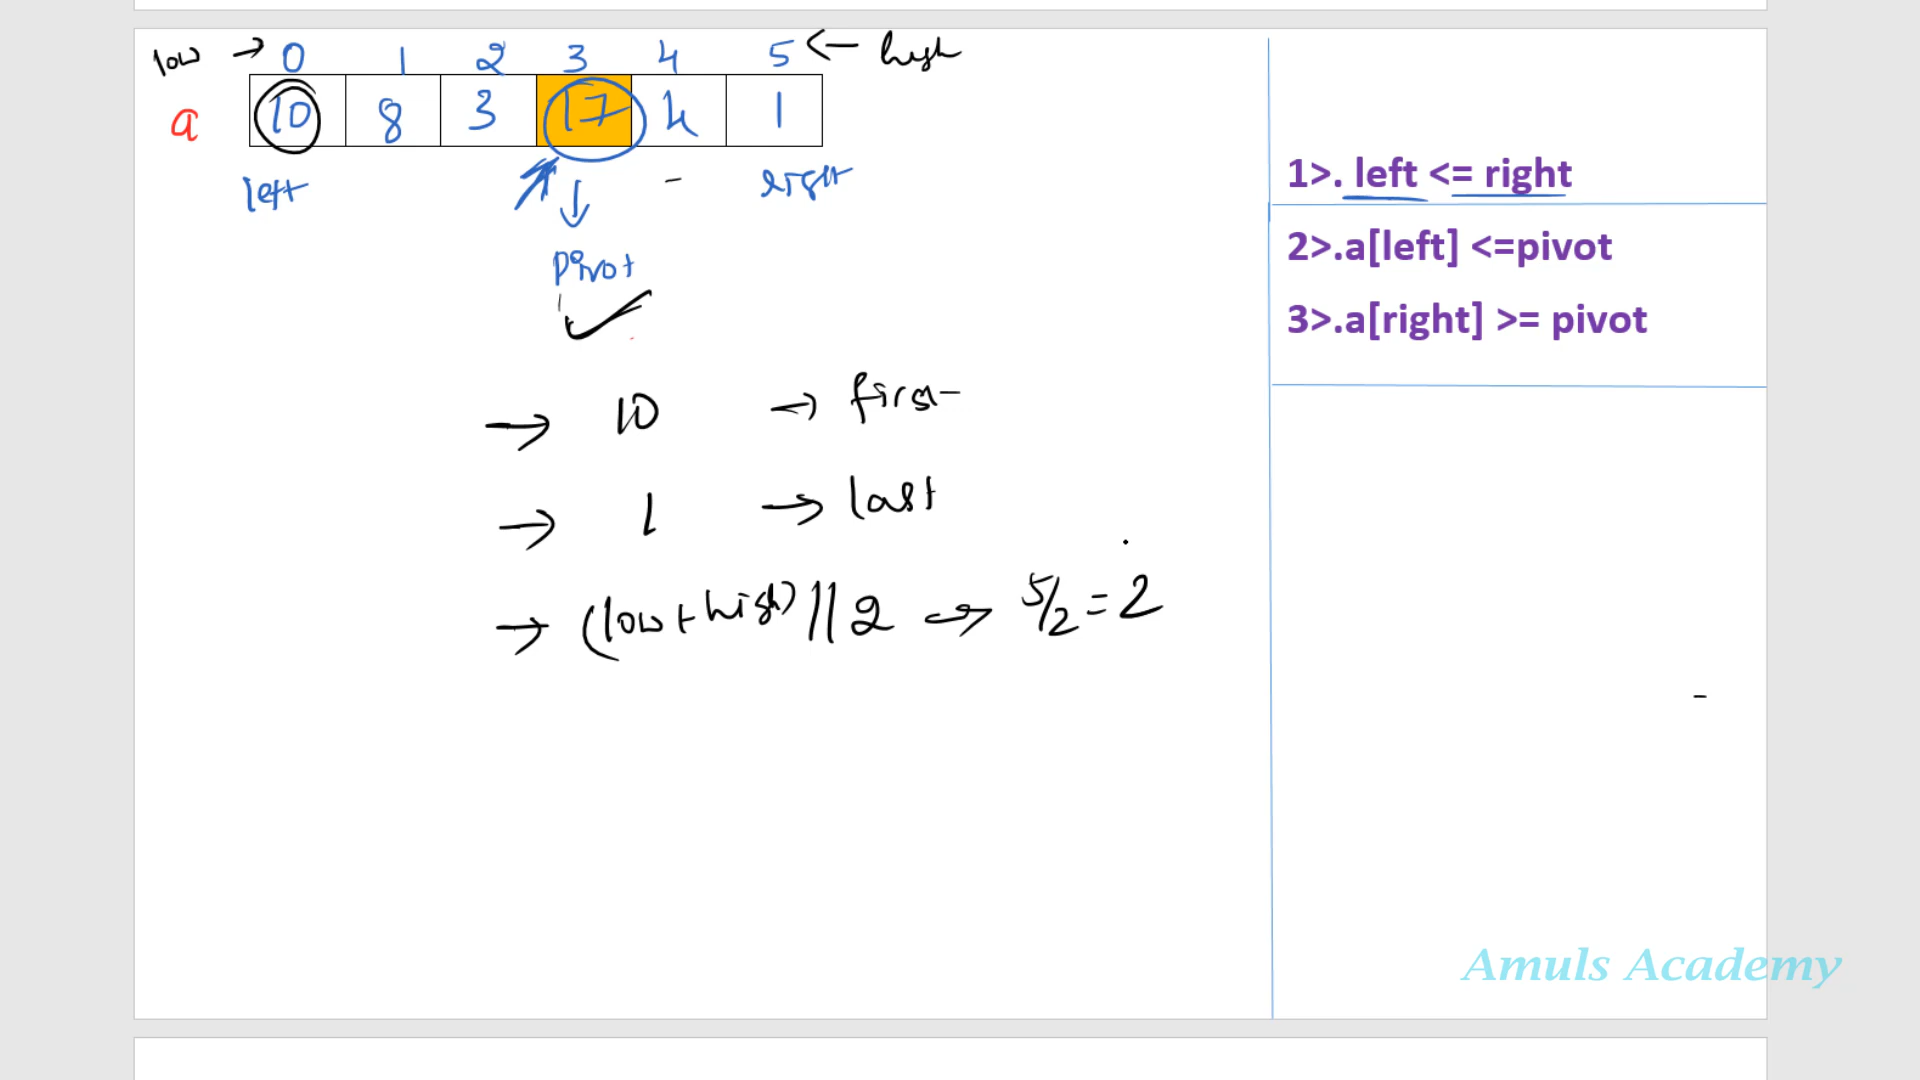 low → 0 1 2 3 4 5 ← high
a 10 8 3 17 4 1
left right
pivot
→ 10 → first
→ 1 → last
→ (low + high) // 2 → 5/2 = 2
1>. left <= right
2>.a[left] <=pivot
3>.a[right] >= pivot
Amuls Academy